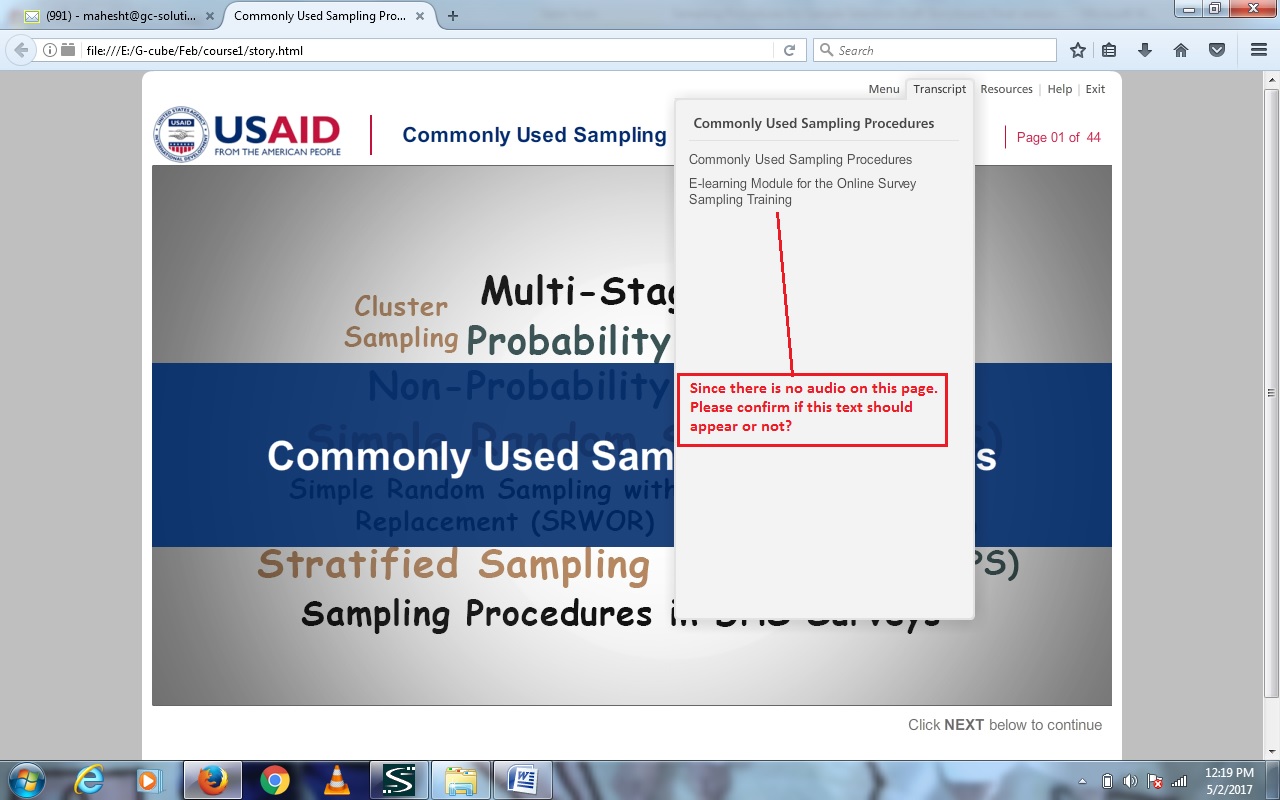 (991) - mahesht@gc-soluti...
Commonly Used Sampling Pro...
file:///E:/G-cube/Feb/course1/story.html
Search
Menu
Transcript
Resources | Help | Exit
USAID
FROM THE AMERICAN PEOPLE
Commonly Used Sampling
Page 01 of 44
Commonly Used Sampling Procedures
Commonly Used Sampling Procedures
E-learning Module for the Online Survey
Sampling Training
Since there is no audio on this page.
Please confirm if this text should
appear or not?
Multi-Stag
Cluster
Sampling
Probability
Non-Probability
Simple Random S
S)
Commonly Used Sam
s
Simple Random Sampling with
Replacement (SRWOR)
Stratified Sampling
PS)
Sampling Procedures in SMS Surveys
Click NEXT below to continue
12:19 PM
5/2/2017